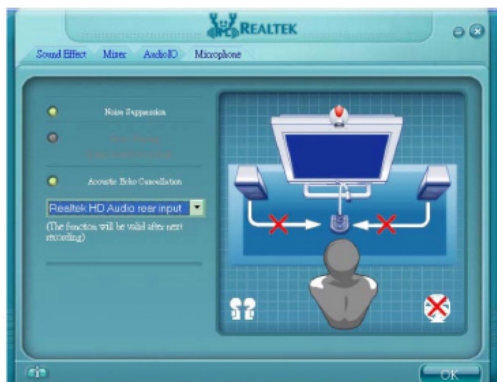 REALTEK
Sound Effect Mixer AudioIO Microphone
Noise Suppression
Acoustic Echo Cancellation
Realtek HD Audio rear input
(The function will be valid after next
recording)
OK